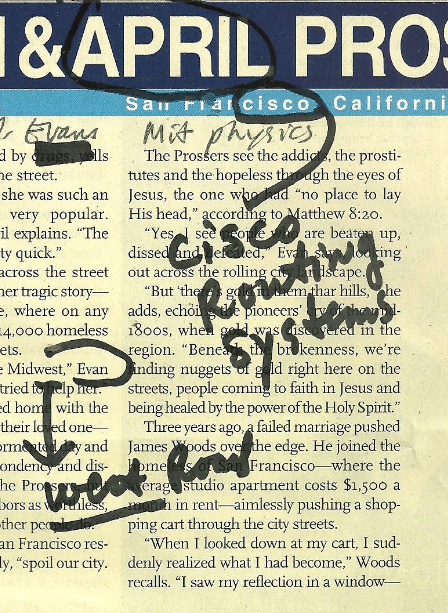 & APRIL PROS
San Francisco, Californi
Evans MIT physics
d by drugs, yells
he street.
she was such an
very popular.
il explains. "The
ty quick."
across the street
er tragic story—
e, where on any
14,000 homeless
ets.
e Midwest," Evan
tried to help her.
ed home with the
their loved one—
ormented day and
ondency and dis-
the Prossers, but
bors as worthless,
other people do.
an Francisco res-
ly, "spoil our city.
The Prossers see the addicts, the prosti-
tutes and the hopeless through the eyes of
Jesus, the one who had "no place to lay
His head," according to Matthew 8:20.
"Yes, I see people who are beaten up,
dissed and defeated," Evan says, looking
out across the rolling city landscape.
"But 'there's gold in them thar hills,' she
adds, echoing the pioneers' cry of the mid-
1800s, when gold was discovered in the
region. "Beneath the brokenness, we're
finding nuggets of gold right here on the
streets, people coming to faith in Jesus and
being healed by the power of the Holy Spirit."
Three years ago, a failed marriage pushed
James Woods over the edge. He joined the
homeless of San Francisco—where the
average studio apartment costs $1,500 a
month in rent—aimlessly pushing a shop-
ping cart through the city streets.
"When I looked down at my cart, I sud-
denly realized what I had become," Woods
recalls. "I saw my reflection in a window—
Cisco
Routing
Systems